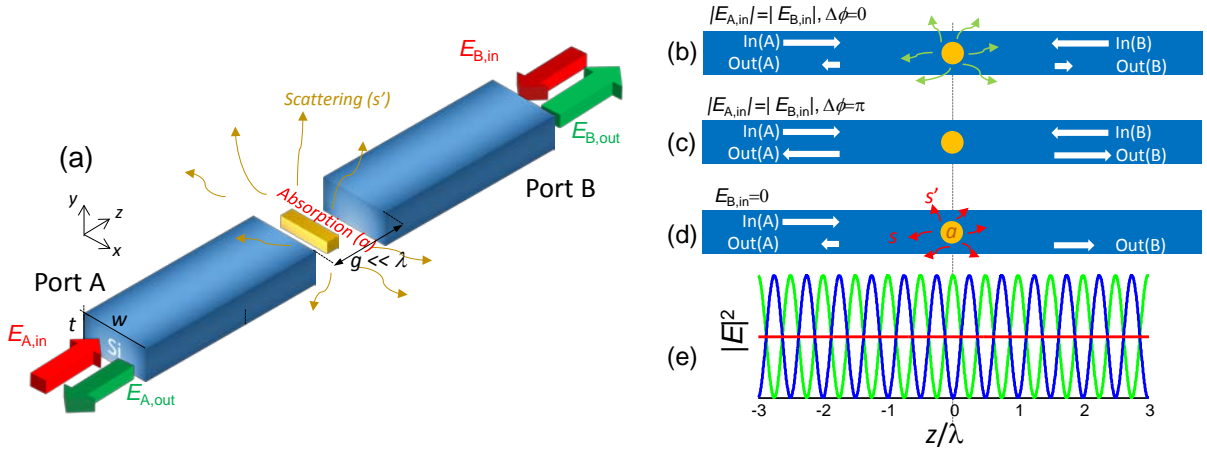 (a)
Scattering (s')
E_B,in
E_B,out
Absorption (a)
Port B
g << λ
y
z
x
Port A
t
w
Si
E_A,in
E_A,out
|E_A,in|=| E_B,in|, Δϕ=0
(b)
In(A)
In(B)
Out(A)
Out(B)
|E_A,in|=| E_B,in|, Δϕ=π
(c)
In(A)
In(B)
Out(A)
Out(B)
E_B,in=0
(d)
In(A)
Out(A)
s'
s
a
Out(B)
(e)
|E|²
-3 -2 -1 0 1 2 3
z/λ